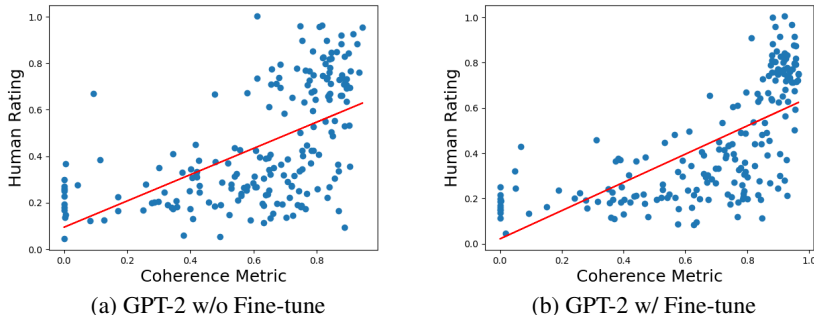 1.0
0.8
0.6
0.4
0.2
0.0
Human Rating
0.0 0.2 0.4 0.6 0.8
Coherence Metric
(a) GPT-2 w/o Fine-tune
1.0
0.8
0.6
0.4
0.2
0.0
Human Rating
0.0 0.2 0.4 0.6 0.8 1.0
Coherence Metric
(b) GPT-2 w/ Fine-tune